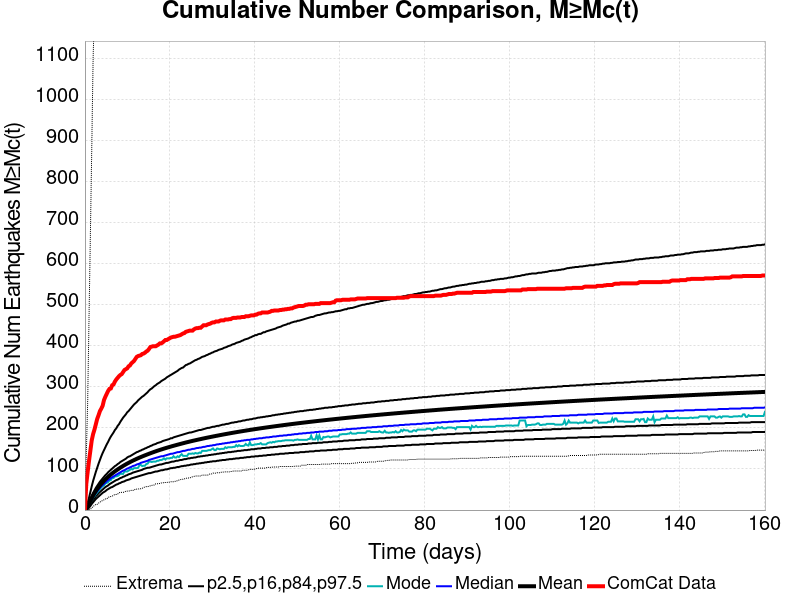 Cumulative Number Comparison, M≥Mc(t)
Cumulative Num Earthquakes M≥Mc(t)
1100
1000
900
800
700
600
500
400
300
200
100
0
0 20 40 60 80 100 120 140 160
Time (days)
Extrema p2.5,p16,p84,p97.5 Mode Median Mean ComCat Data